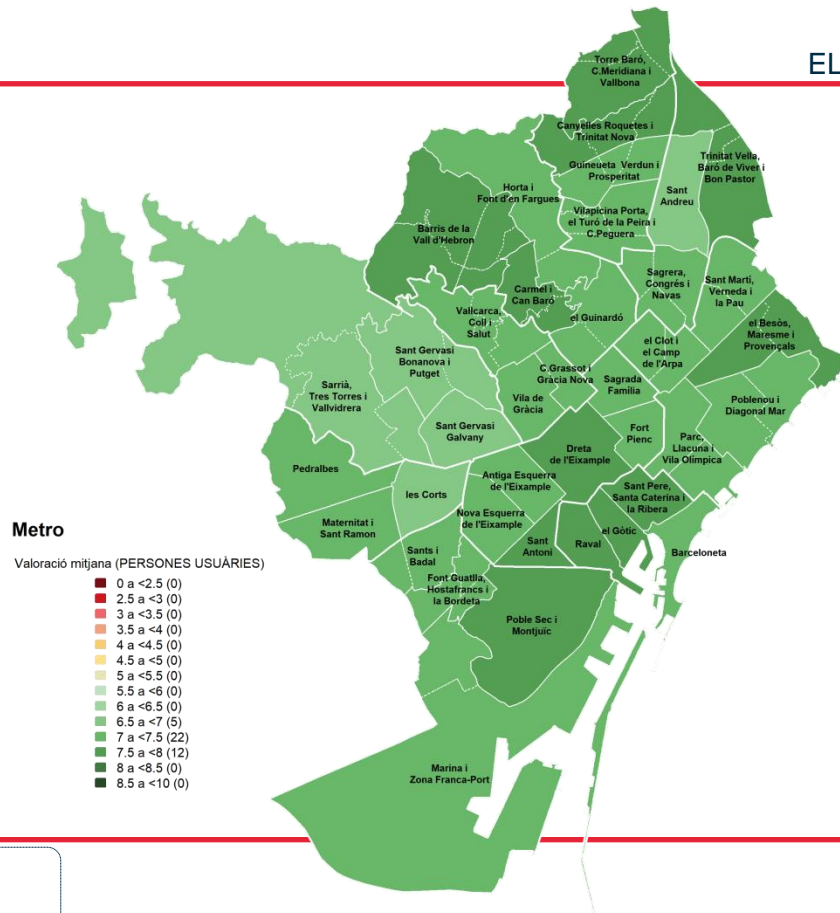 EL
Torre Baró,
C.Meridiana i
Vallbona
Canyelles Roquetes i
Trinitat Nova
Guineueta Verdun i
Prosperitat
Trinitat Vella,
Baró de Viver i
Bon Pastor
Sant
Andreu
Horta i
Font d'en Fargues
Vilapicina Porta,
el Turó de la Peira i
C.Peguera
Barris de la
Vall d'Hebron
Carmel i
Can Baró
Sagrera,
Congrés i
Navas
Sant Martí,
Verneda i
la Pau
Vallcarca,
Coll i
Salut
el Guinardó
el Besòs,
Maresme i
Provençals
el Clot i
el Camp
de l'Arpa
Sant Gervasi
Bonanova i
Putget
C.Grassot i
Gràcia Nova
Sagrada
Família
Sarrià,
Tres Torres i
Vallvidrera
Vila de
Gràcia
Poblenou i
Diagonal Mar
Sant Gervasi
Galvany
Fort
Pienc
Parc,
Llacuna i
Vila Olímpica
Dreta
de l'Eixample
Pedralbes
Antiga Esquerra
de l'Eixample
Sant Pere,
Santa Caterina i
la Ribera
les Corts
Maternitat i
Sant Ramon
Nova Esquerra
de l'Eixample
Sant
Antoni
Raval
el Gòtic
Barceloneta
Sants i
Badal
Font Guatlla,
Hostafrancs i
la Bordeta
Poble Sec i
Montjuïc
Marina i
Zona Franca-Port
Metro
Valoració mitjana (PERSONES USUÀRIES)
0 a <2.5 (0)
2.5 a <3 (0)
3 a <3.5 (0)
3.5 a <4 (0)
4 a <4.5 (0)
4.5 a <5 (0)
5 a <5.5 (0)
5.5 a <6 (0)
6 a <6.5 (0)
6.5 a <7 (5)
7 a <7.5 (22)
7.5 a <8 (12)
8 a <8.5 (0)
8.5 a <10 (0)